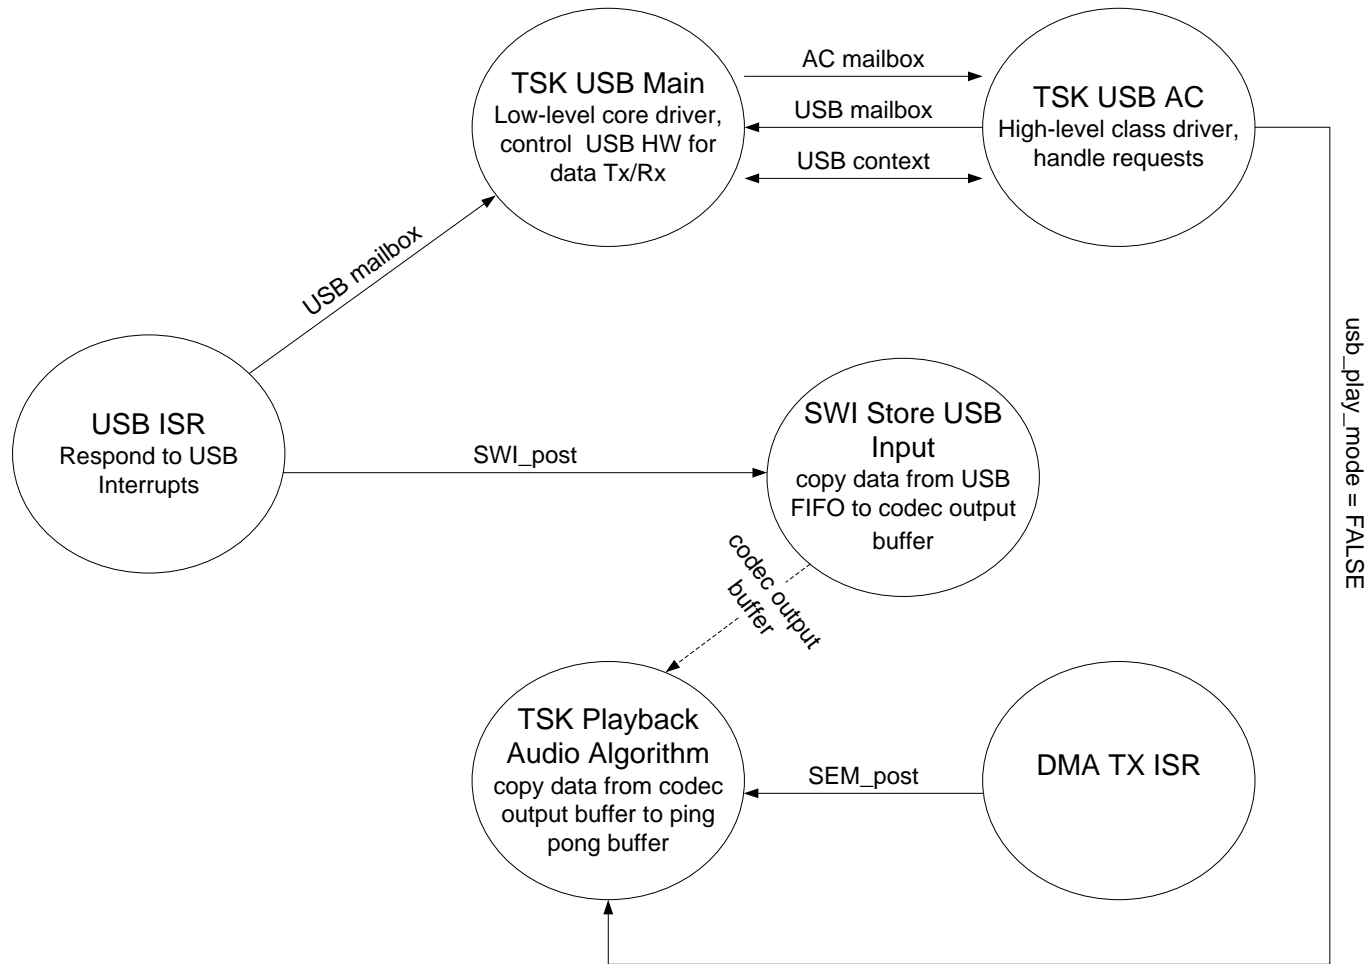 TSK USB Main
Low-level core driver,
control USB HW for
data Tx/Rx
AC mailbox
USB mailbox
USB context
TSK USB AC
High-level class driver,
handle requests
USB mailbox
usb_play_mode = FALSE
USB ISR
Respond to USB
Interrupts
SWI_post
SWI Store USB
Input
copy data from USB
FIFO to codec output
buffer
codec output
buffer
TSK Playback
Audio Algorithm
copy data from codec
output buffer to ping
pong buffer
SEM_post
DMA TX ISR